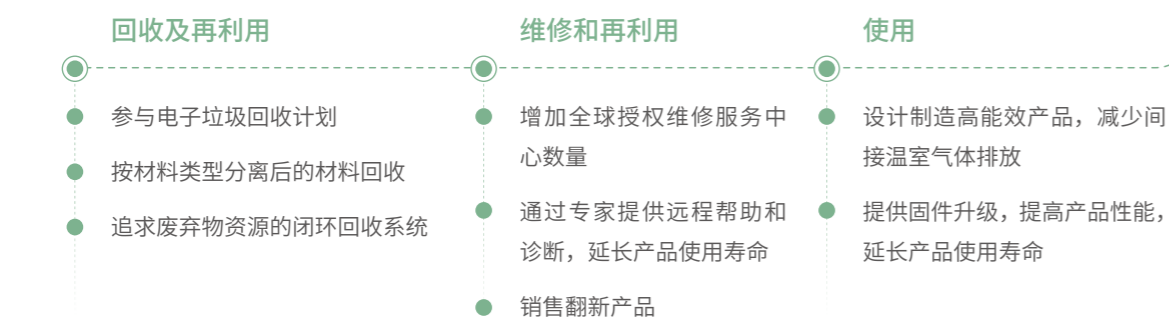 回收及再利用
参与电子垃圾回收计划
按材料类型分离后的材料回收
追求废弃物资源的闭环回收系统
维修和再利用
增加全球授权维修服务中
心数量
通过专家提供远程帮助和
诊断，延长产品使用寿命
销售翻新产品
使用
设计制造高能效产品，减少间
接温室气体排放
提供固件升级，提高产品性能，
延长产品使用寿命